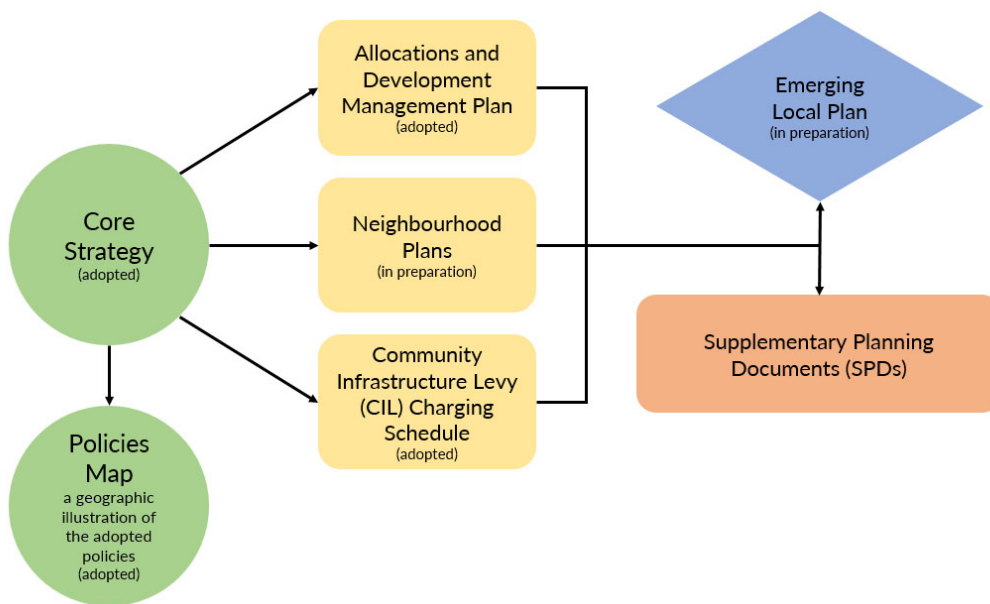 Core
Strategy
(adopted)
Policies
Map
a geographic
illustration of
the adopted
policies
(adopted)
Allocations and
Development
Management Plan
(adopted)
Neighbourhood
Plans
(in preparation)
Community
Infrastructure Levy
(CIL) Charging
Schedule
(adopted)
Emerging
Local Plan
(in preparation)
Supplementary Planning
Documents (SPDs)